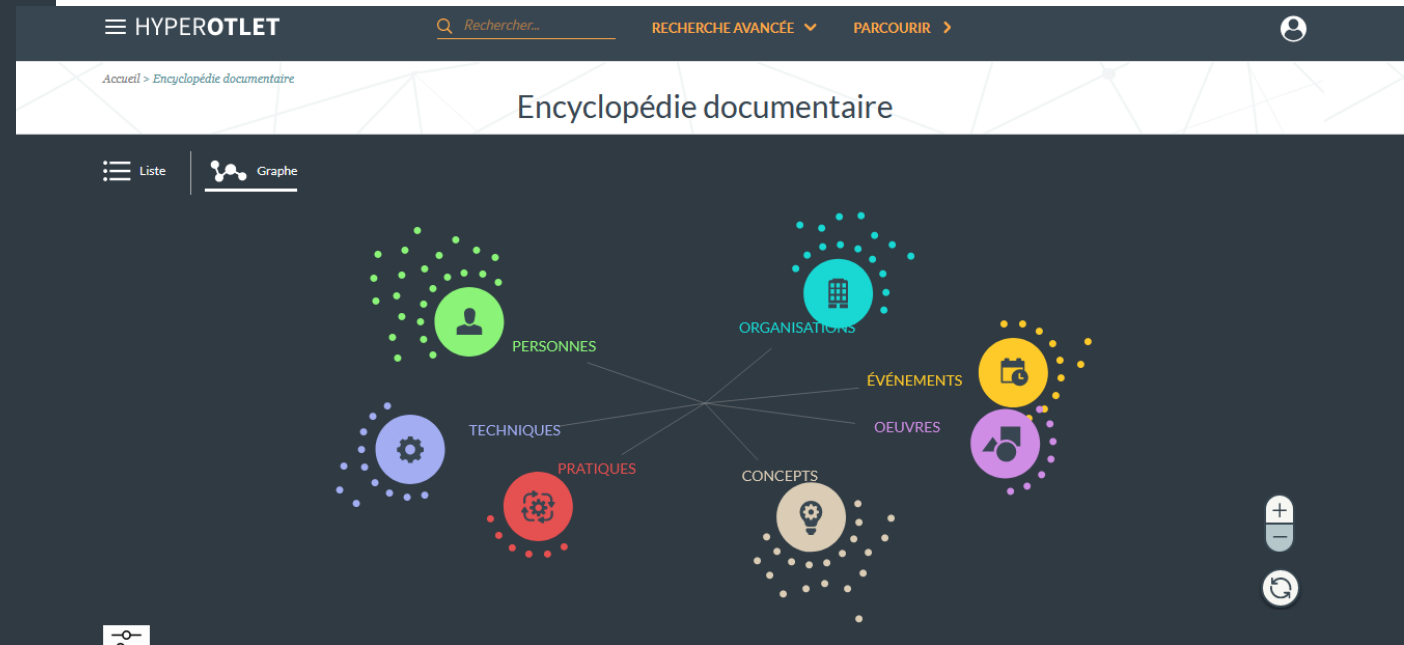 HYPEROTLET
Rechercher...
RECHERCHE AVANCÉE
PARCOURIR
Accueil > Encyclopédie documentaire
Encyclopédie documentaire
Liste
Graphe
ORGANISATIONS
PERSONNES
ÉVÉNEMENTS
OEUVRES
TECHNIQUES
PRATIQUES
CONCEPTS